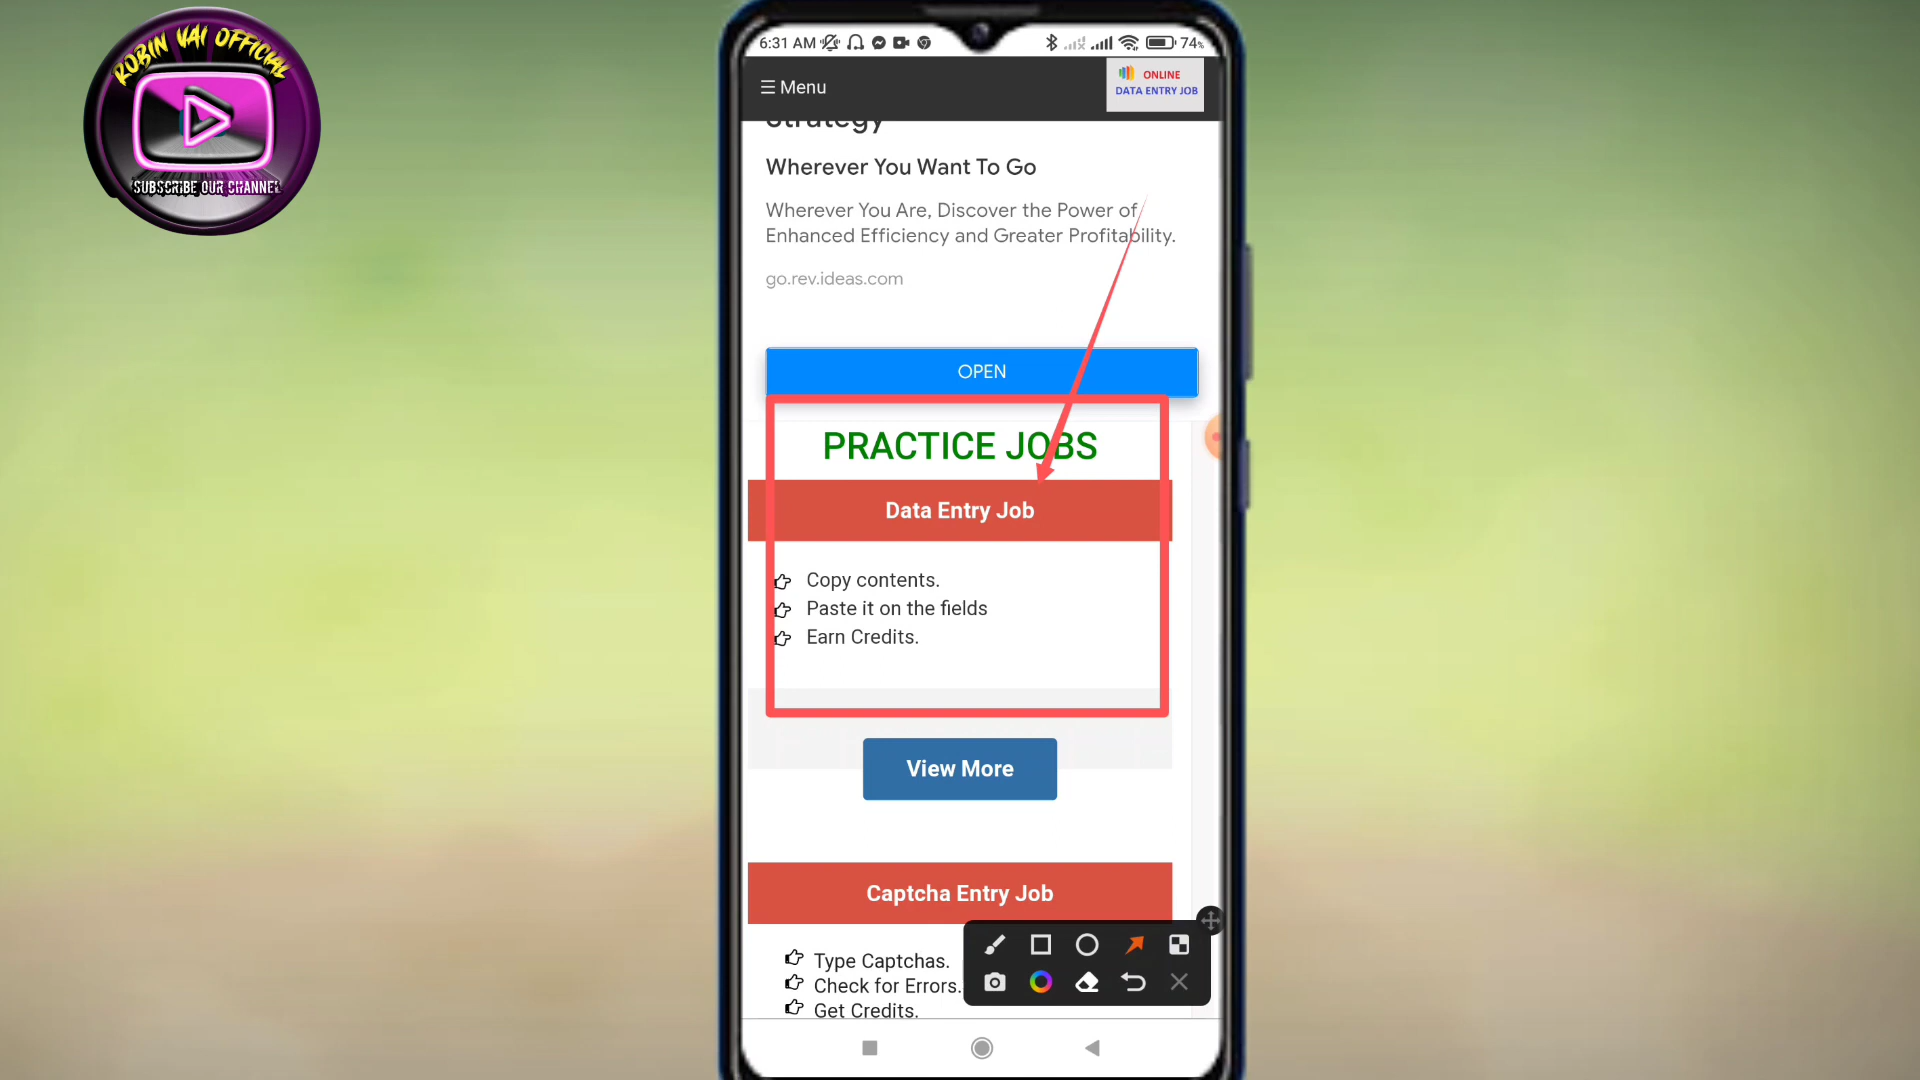 ROBIN VAI OFFICIAL
SUBSCRIBE OUR CHANNEL
6:31 AM
74%
☰ Menu
ONLINE
DATA ENTRY JOB
Strategy
Wherever You Want To Go
Wherever You Are, Discover the Power of
Enhanced Efficiency and Greater Profitability.
go.rev.ideas.com
OPEN
PRACTICE JOBS
Data Entry Job
Copy contents.
Paste it on the fields
Earn Credits.
View More
Captcha Entry Job
Type Captchas.
Check for Errors.
Get Credits.